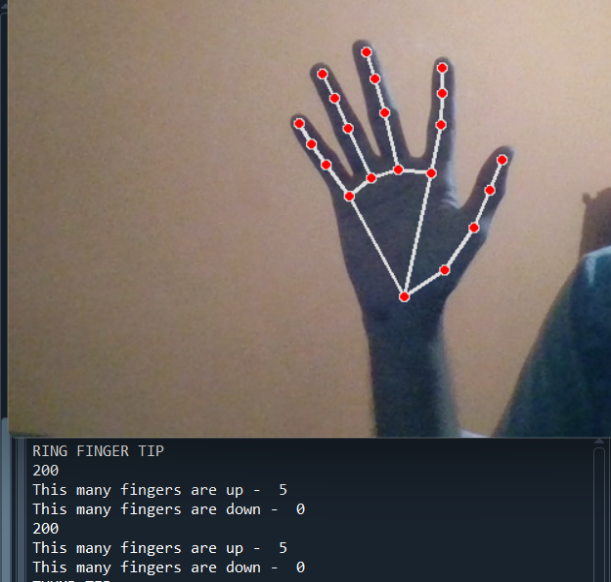 RING FINGER TIP
200
This many fingers are up -  5
This many fingers are down -  0
200
This many fingers are up -  5
This many fingers are down -  0